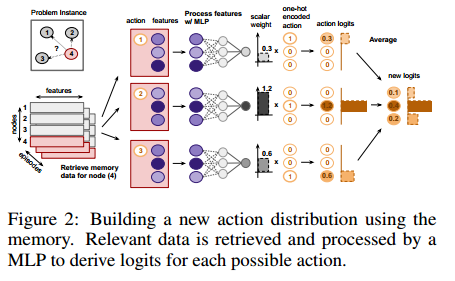 Problem Instance
1
2
?
3
4
features
nodes
1
2
3
4
episodes
Retrieve memory
data for node (4)
action features
Process features
w/ MLP
scalar
weight
one-hot
encoded
action
action logits
Average
new logits
1
0.3
x
1
0
0
0.3
0
0
2
1.2
x
0
1
0
0
0
3
0.6
x
0
0
1
0
0
0.6
0.1
0.2
Figure 2: Building a new action distribution using the
memory. Relevant data is retrieved and processed by a
MLP to derive logits for each possible action.